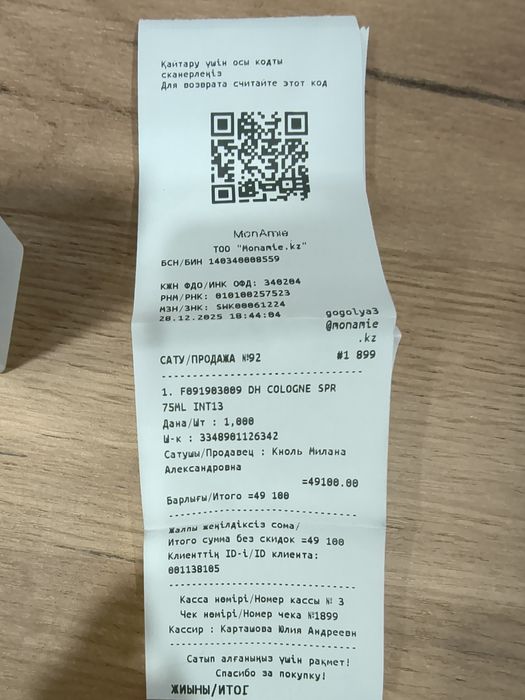 Қайтару үшін осы кодты
сканерлеңіз
Для возврата считайте этот код
MonAmie
ТОО "Monamie.kz"
БСН/БИН 140340008559
КЖН ФДО/ИНК ОФД: 340204
РНМ/РНК: 010100257523
МЗН/ЗНК: SWK00061224
28.12.2025 18:44:04
gogolya3
@monamie
.kz
САТУ/ПРОДАЖА №92
#1 899
1. F091903009 DH COLOGNE SPR
75ML INT13
Дана/Шт : 1,000
Ш-к : 3348901126342
Сатушы/Продавец : Кноль Милана
Александровна
=49100.00
Барлығы/Итого =49 100
Жалпы жеңілдіксіз сома/
Итого сумма без скидок =49 100
Клиенттің ID-і/ID клиента:
001138105
Касса нөмірі/Номер кассы № 3
Чек нөмірі/Номер чека №1899
Кассир : Карташова Юлия Андреевн
Сатып алғаныңыз үшін рақмет!
Спасибо за покупку!
ЖИЫНЫ/ИТОГ